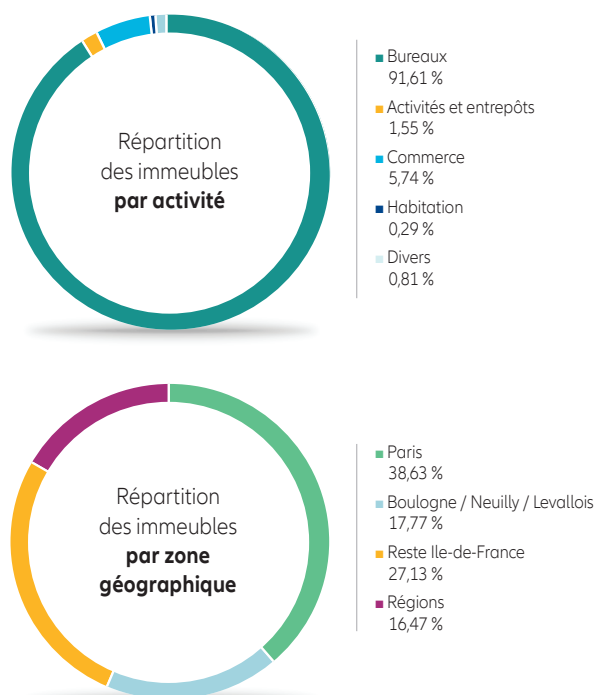 Répartition
des immeubles
par activité
Bureaux
91,61 %
Activités et entrepôts
1,55 %
Commerce
5,74 %
Habitation
0,29 %
Divers
0,81 %
Répartition
des immeubles
par zone
géographique
Paris
38,63 %
Boulogne / Neuilly / Levallois
17,77 %
Reste Ile-de-France
27,13 %
Régions
16,47 %